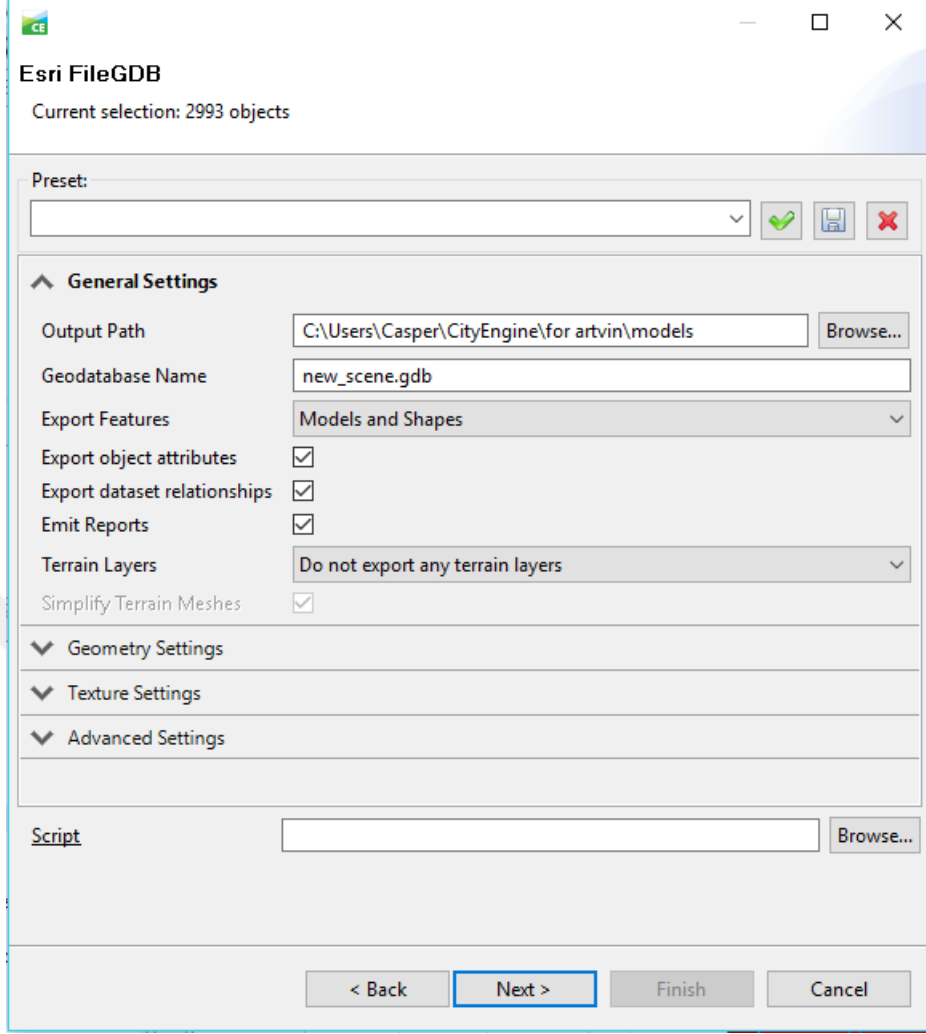 CE
Esri FileGDB
Current selection: 2993 objects
Preset:
General Settings
Output Path C:\Users\Casper\CityEngine\for artvin\models Browse...
Geodatabase Name new_scene.gdb
Export Features Models and Shapes
Export object attributes
Export dataset relationships
Emit Reports
Terrain Layers Do not export any terrain layers
Simplify Terrain Meshes
Geometry Settings
Texture Settings
Advanced Settings
Script Browse...
< Back Next > Finish Cancel